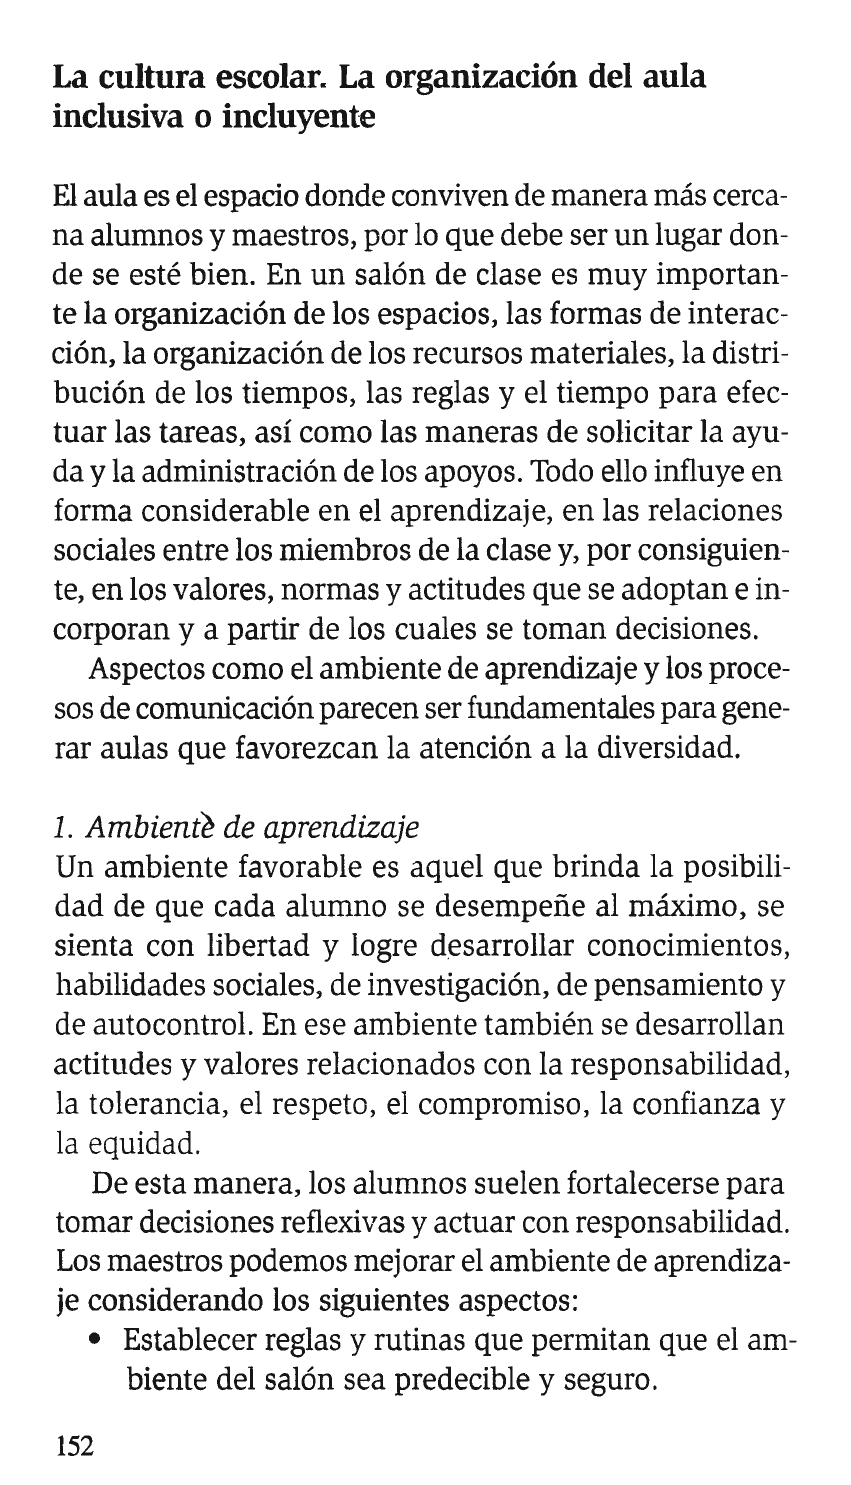 La cultura escolar. La organización del aula
inclusiva o incluyente
El aula es el espacio donde conviven de manera más cerca-
na alumnos y maestros, por lo que debe ser un lugar don-
de se esté bien. En un salón de clase es muy importan-
te la organización de los espacios, las formas de interac-
ción, la organización de los recursos materiales, la distri-
bución de los tiempos, las reglas y el tiempo para efec-
tuar las tareas, así como las maneras de solicitar la ayu-
da y la administración de los apoyos. Todo ello influye en
forma considerable en el aprendizaje, en las relaciones
sociales entre los miembros de la clase y, por consiguien-
te, en los valores, normas y actitudes que se adoptan e in-
corporan y a partir de los cuales se toman decisiones.
Aspectos como el ambiente de aprendizaje y los proce-
sos de comunicación parecen ser fundamentales para gene-
rar aulas que favorezcan la atención a la diversidad.
1. Ambiente de aprendizaje
Un ambiente favorable es aquel que brinda la posibili-
dad de que cada alumno se desempeñe al máximo, se
sienta con libertad y logre desarrollar conocimientos,
habilidades sociales, de investigación, de pensamiento y
de autocontrol. En ese ambiente también se desarrollan
actitudes y valores relacionados con la responsabilidad,
la tolerancia, el respeto, el compromiso, la confianza y
la equidad.
De esta manera, los alumnos suelen fortalecerse para
tomar decisiones reflexivas y actuar con responsabilidad.
Los maestros podemos mejorar el ambiente de aprendiza-
je considerando los siguientes aspectos:
• Establecer reglas y rutinas que permitan que el am-
biente del salón sea predecible y seguro.
152